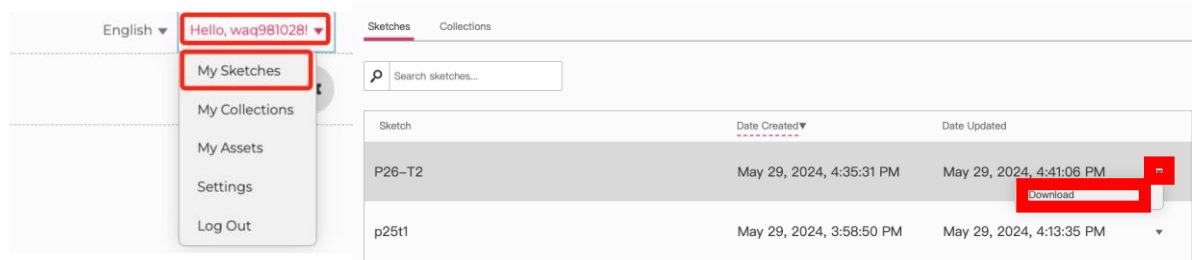 English Hello, waq981028!
My Sketches
My Collections
My Assets
Settings
Log Out
Sketches Collections
Search sketches...
Sketch Date Created Date Updated
P26-T2 May 29, 2024, 4:35:31 PM May 29, 2024, 4:41:06 PM
Download
p25t1 May 29, 2024, 3:58:50 PM May 29, 2024, 4:13:35 PM